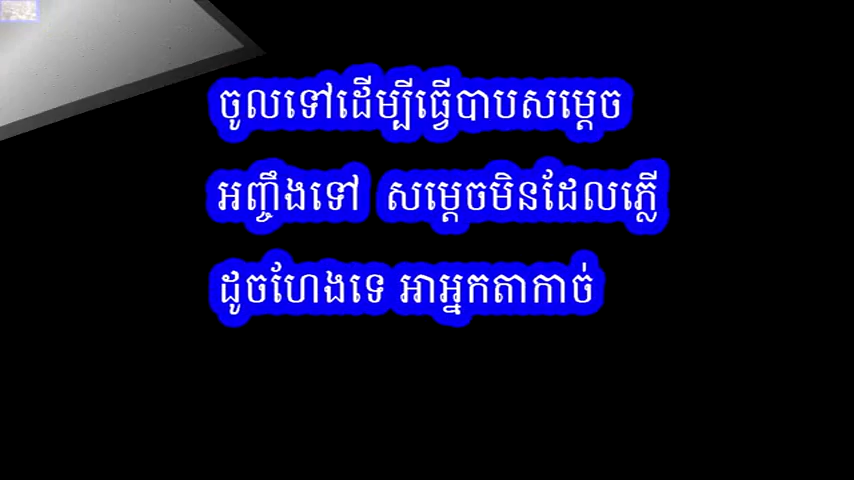 ចូលទៅដើម្បីធ្វើបាបសម្ដេច
អញ្ចឹងទៅ សម្ដេចមិនដែលភ្លើ
ដូចហែងទេ អាអ្នកតាកាច់